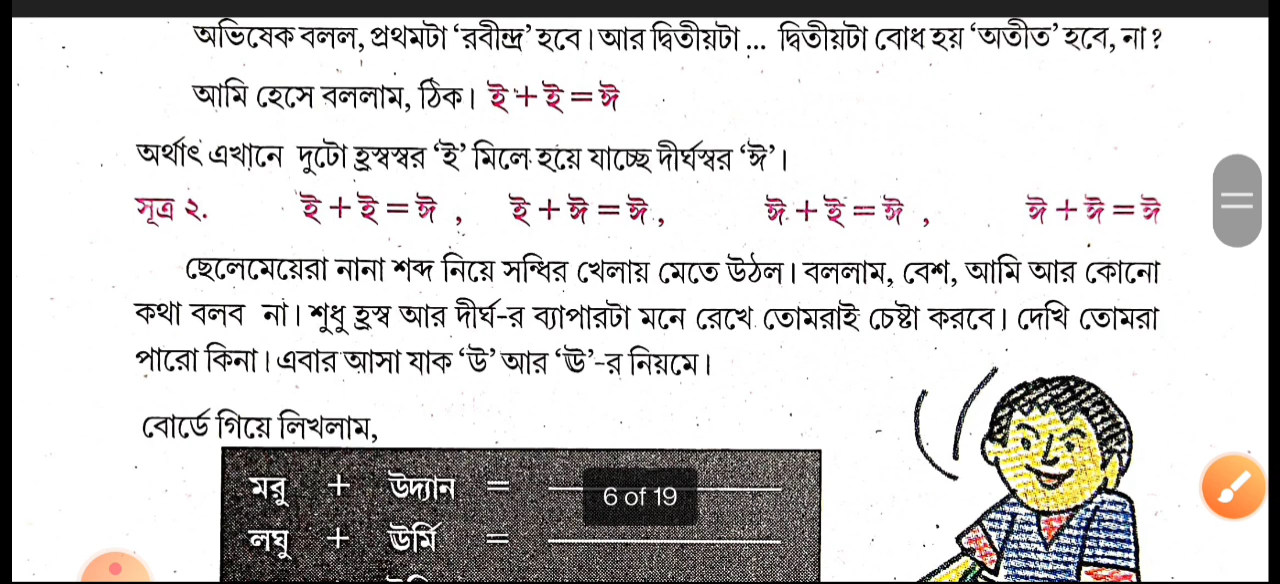 অভিষেক বলল, প্রথমটা ‘রবীন্দ্র’ হবে। আর দ্বিতীয়টা ... দ্বিতীয়টা বোধ হয় ‘অতীত’ হবে, না?
আমি হেসে বললাম, ঠিক। ই + ই = ঈ
অর্থাৎ এখানে দুটো হ্রস্বস্বর ‘ই’ মিলে হয়ে যাচ্ছে দীর্ঘস্বর ‘ঈ’।
সূত্র ২. ই + ই = ঈ , ই + ঈ = ঈ, ঈ + ই = ঈ , ঈ + ঈ = ঈ
ছেলেমেয়েরা নানা শব্দ নিয়ে সন্ধির খেলায় মেতে উঠল। বললাম, বেশ, আমি আর কোনো
কথা বলব না। শুধু হ্রস্ব আর দীর্ঘ-র ব্যাপারটা মনে রেখে তোমরাই চেষ্টা করবে। দেখি তোমরা
পারো কিনা। এবার আসা যাক ‘উ’ আর ‘ঊ’-র নিয়মে।
বোর্ডে গিয়ে লিখলাম,
মরু + উদ্যান =
6 of 19
লঘু + ঊর্মি =